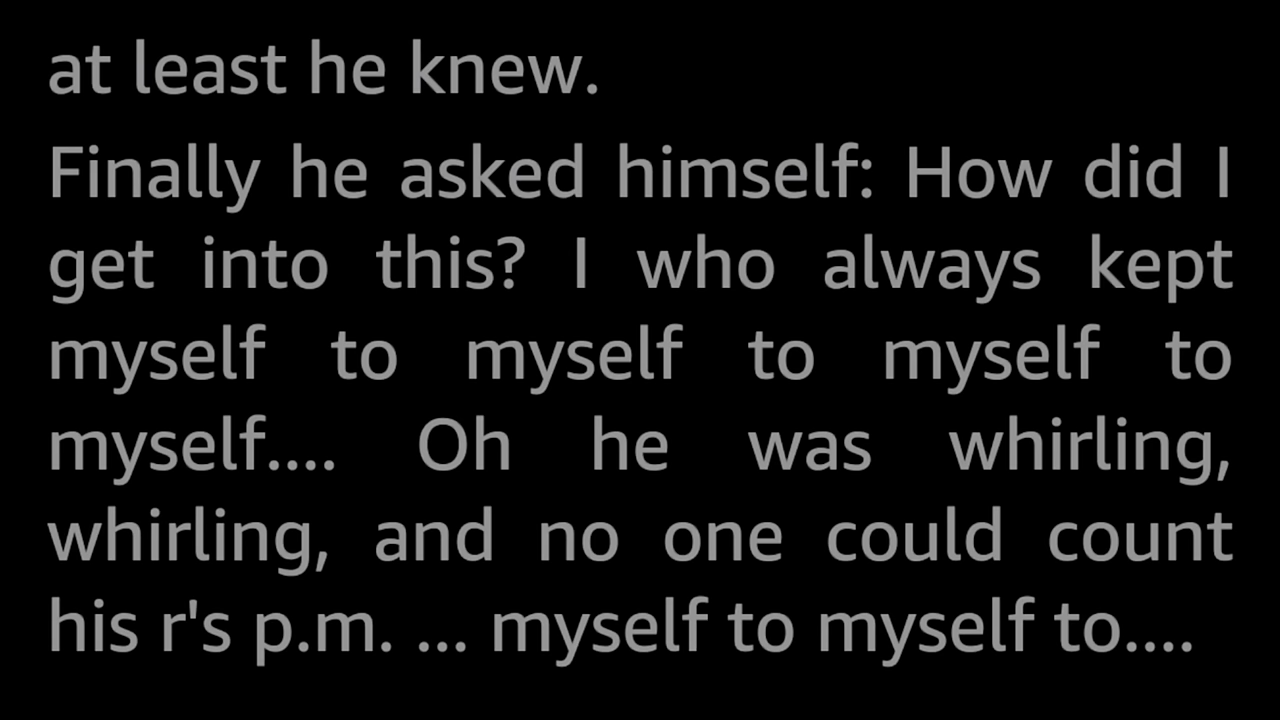 at least he knew.
Finally he asked himself: How did I
get into this? I who always kept
myself to myself to myself to
myself.... Oh he was whirling,
whirling, and no one could count
his r's p.m. ... myself to myself to....